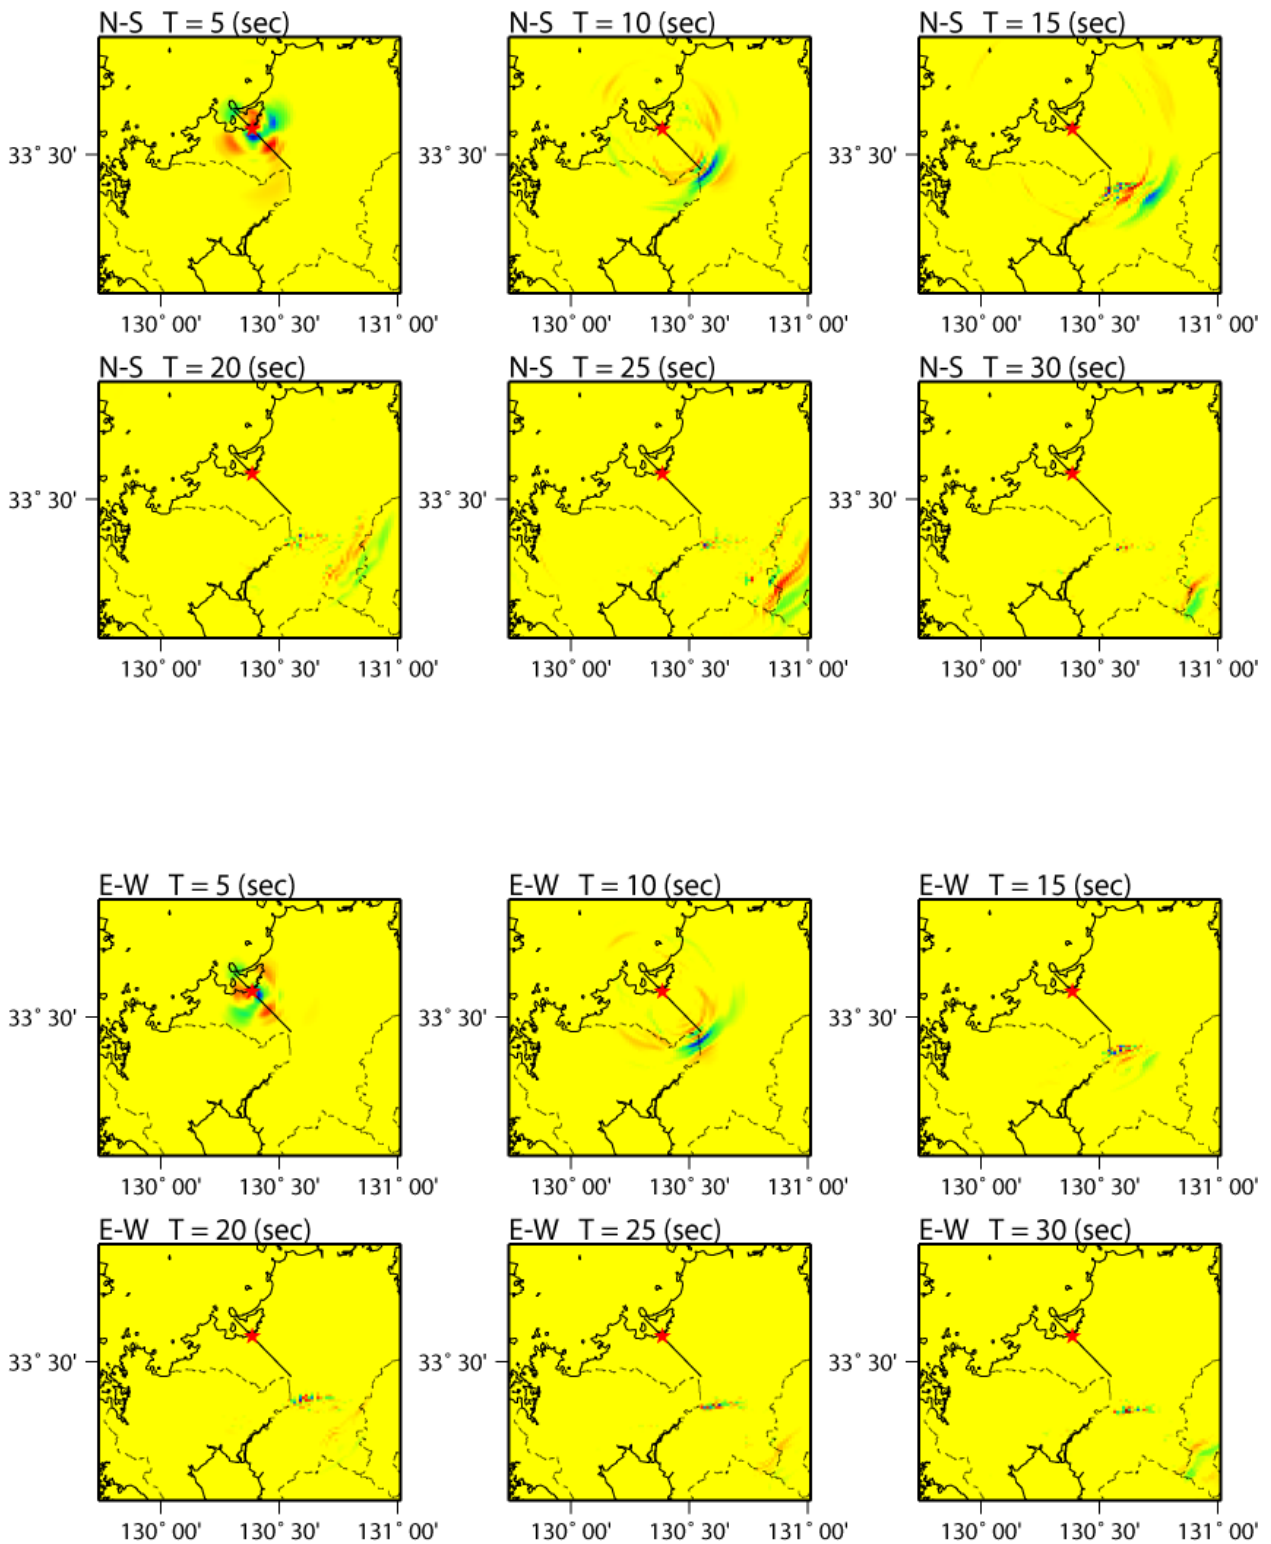 N-S T = 5 (sec) N-S T = 10 (sec) N-S T = 15 (sec)
33° 30' 33° 30' 33° 30'
130° 00' 130° 30' 131° 00' 130° 00' 130° 30' 131° 00' 130° 00' 130° 30' 131° 00'
N-S T = 20 (sec) N-S T = 25 (sec) N-S T = 30 (sec)
33° 30' 33° 30' 33° 30'
130° 00' 130° 30' 131° 00' 130° 00' 130° 30' 131° 00' 130° 00' 130° 30' 131° 00'
E-W T = 5 (sec) E-W T = 10 (sec) E-W T = 15 (sec)
33° 30' 33° 30' 33° 30'
130° 00' 130° 30' 131° 00' 130° 00' 130° 30' 131° 00' 130° 00' 130° 30' 131° 00'
E-W T = 20 (sec) E-W T = 25 (sec) E-W T = 30 (sec)
33° 30' 33° 30' 33° 30'
130° 00' 130° 30' 131° 00' 130° 00' 130° 30' 131° 00' 130° 00' 130° 30' 131° 00'